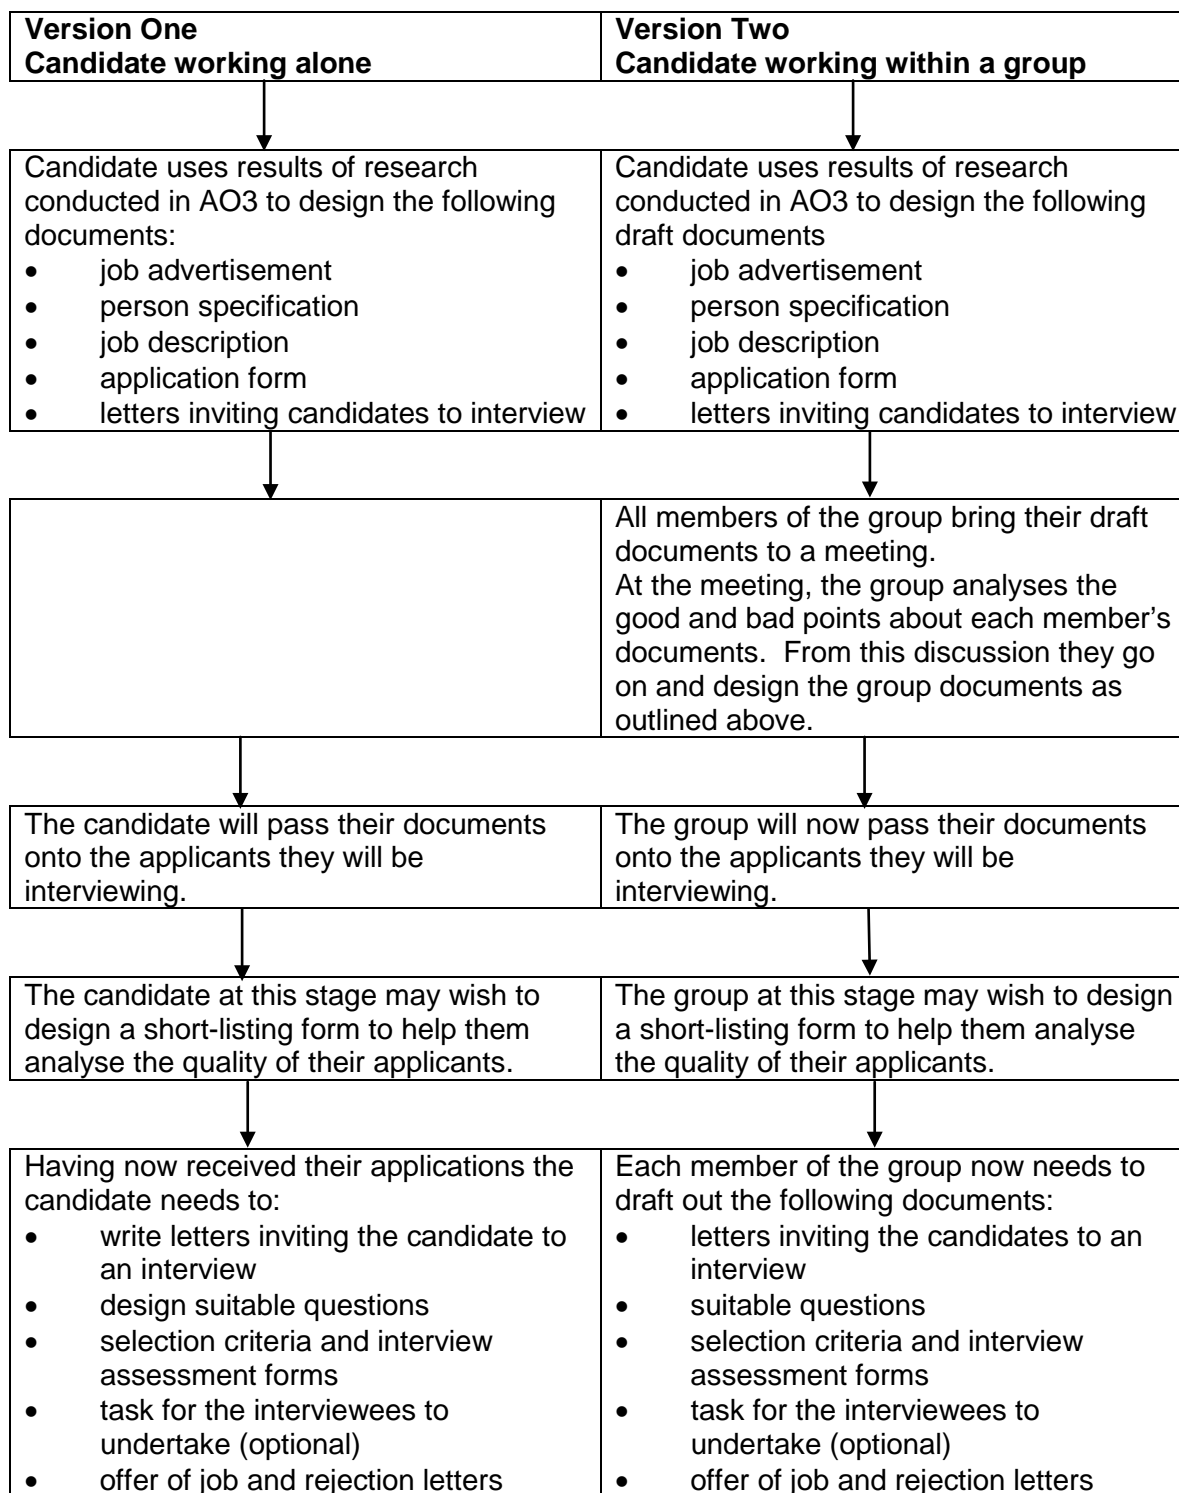 Version One
Candidate working alone
Version Two
Candidate working within a group
Candidate uses results of research
conducted in AO3 to design the following
documents:
• job advertisement
• person specification
• job description
• application form
• letters inviting candidates to interview
Candidate uses results of research
conducted in AO3 to design the following
draft documents
• job advertisement
• person specification
• job description
• application form
• letters inviting candidates to interview
All members of the group bring their draft
documents to a meeting.
At the meeting, the group analyses the
good and bad points about each member’s
documents.  From this discussion they go
on and design the group documents as
outlined above.
The candidate will pass their documents
onto the applicants they will be
interviewing.
The group will now pass their documents
onto the applicants they will be
interviewing.
The candidate at this stage may wish to
design a short-listing form to help them
analyse the quality of their applicants.
The group at this stage may wish to design
a short-listing form to help them analyse
the quality of their applicants.
Having now received their applications the
candidate needs to:
• write letters inviting the candidate to
an interview
• design suitable questions
• selection criteria and interview
assessment forms
• task for the interviewees to
undertake (optional)
• offer of job and rejection letters
Each member of the group now needs to
draft out the following documents:
• letters inviting the candidates to an
interview
• suitable questions
• selection criteria and interview
assessment forms
• task for the interviewees to
undertake (optional)
• offer of job and rejection letters